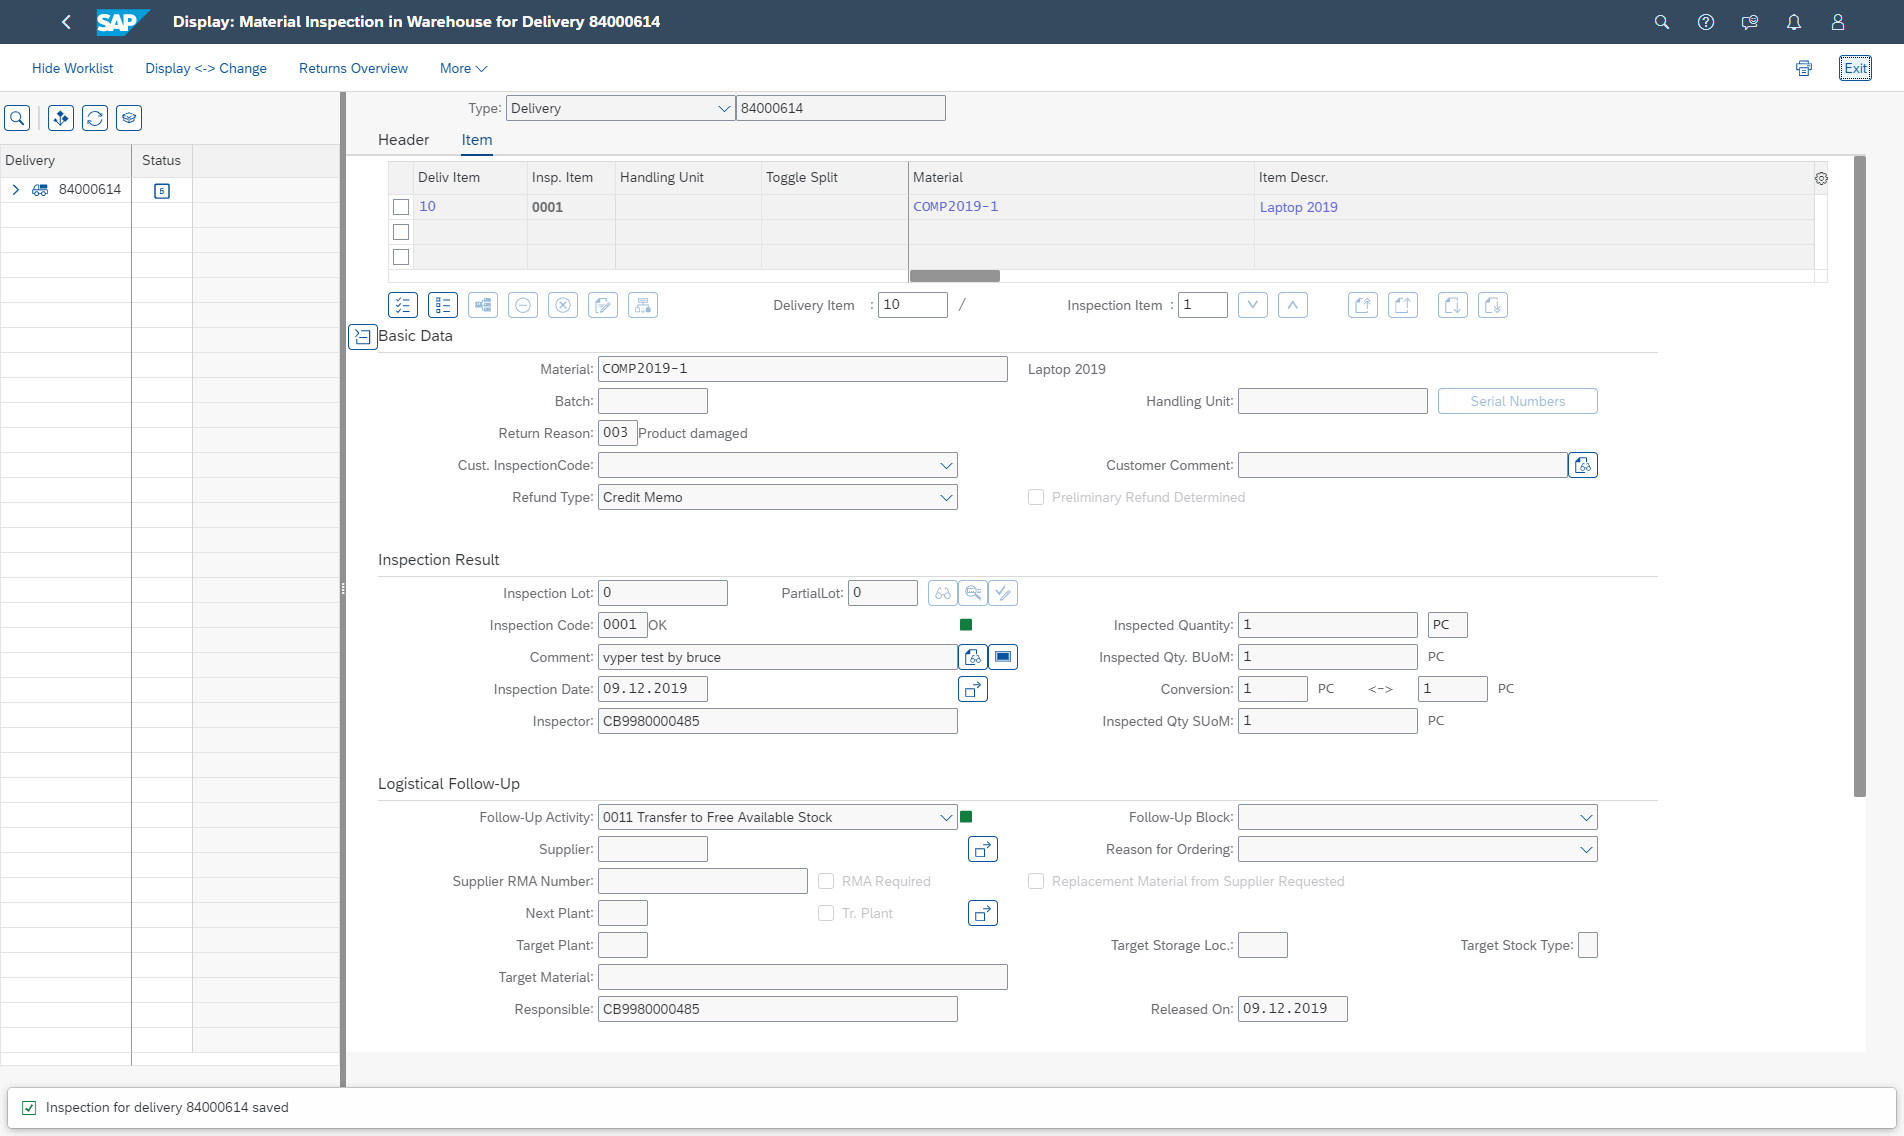 SAP Display: Material Inspection in Warehouse for Delivery 84000614
Hide Worklist Display <-> Change Returns Overview More Exit
Type: Delivery 84000614
Header Item
Delivery Status
84000614 5
Deliv Item Insp. Item Handling Unit Toggle Split Material Item Descr.
10 0001 COMP2019-1 Laptop 2019
Delivery Item : 10 / Inspection Item : 1
Basic Data
Material: COMP2019-1 Laptop 2019
Batch: Handling Unit: Serial Numbers
Return Reason: 003 Product damaged
Cust. InspectionCode: Customer Comment:
Refund Type: Credit Memo Preliminary Refund Determined
Inspection Result
Inspection Lot: 0 PartialLot: 0
Inspection Code: 0001 OK Inspected Quantity: 1 PC
Comment: vyper test by bruce Inspected Qty. BUoM: 1 PC
Inspection Date: 09.12.2019 Conversion: 1 PC <-> 1 PC
Inspector: CB9980000485 Inspected Qty SUoM: 1 PC
Logistical Follow-Up
Follow-Up Activity: 0011 Transfer to Free Available Stock Follow-Up Block:
Supplier: Reason for Ordering:
Supplier RMA Number: RMA Required Replacement Material from Supplier Requested
Next Plant: Tr. Plant
Target Plant: Target Storage Loc.: Target Stock Type:
Target Material:
Responsible: CB9980000485 Released On: 09.12.2019
Inspection for delivery 84000614 saved